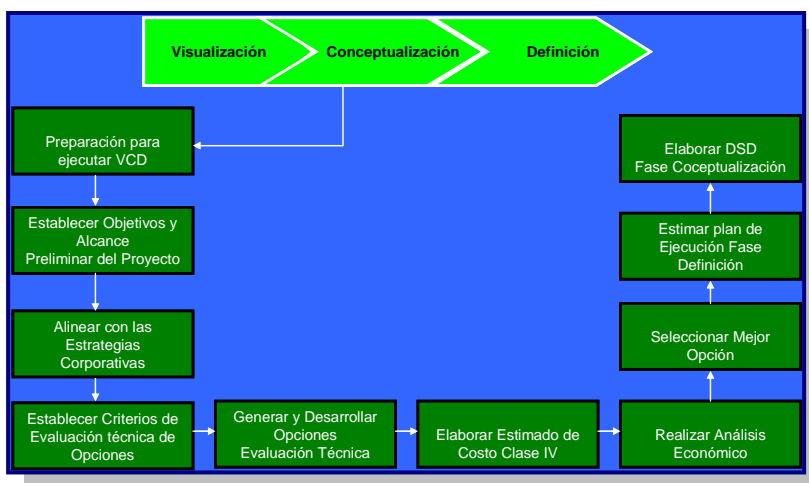 Visualización
Conceptualización
Definición
Preparación para
ejecutar VCD
Establecer Objetivos y
Alcance
Preliminar del Proyecto
Alinear con las
Estrategias
Corporativas
Establecer Criterios de
Evaluación técnica de
Opciones
Generar y Desarrollar
Opciones
Evaluación Técnica
Elaborar Estimado de
Costo Clase IV
Realizar Análisis
Económico
Seleccionar Mejor
Opción
Estimar plan de
Ejecución Fase
Definición
Elaborar DSD
Fase Coceptualización